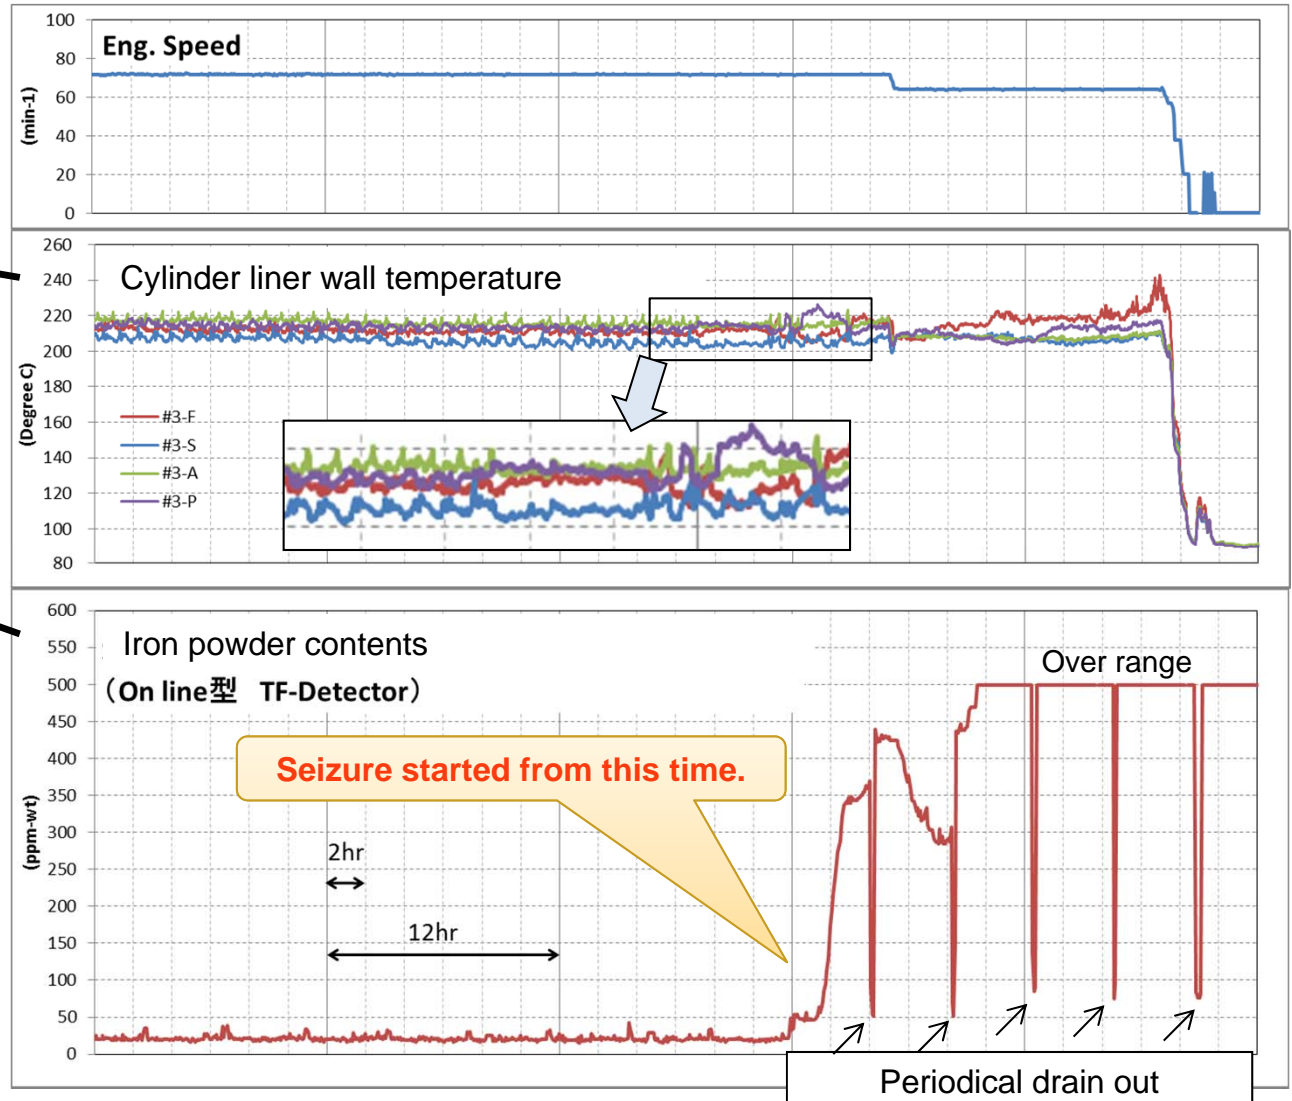 Eng. Speed
(min-1)
100
80
60
40
20
0
Cylinder liner wall temperature
(Degree C)
260
240
220
200
180
160
140
120
100
80
#3-F
#3-S
#3-A
#3-P
Iron powder contents
（On line型 TF-Detector）
(ppm-wt)
600
550
500
450
400
350
300
250
200
150
100
50
0
Over range
Seizure started from this time.
2hr
12hr
Periodical drain out